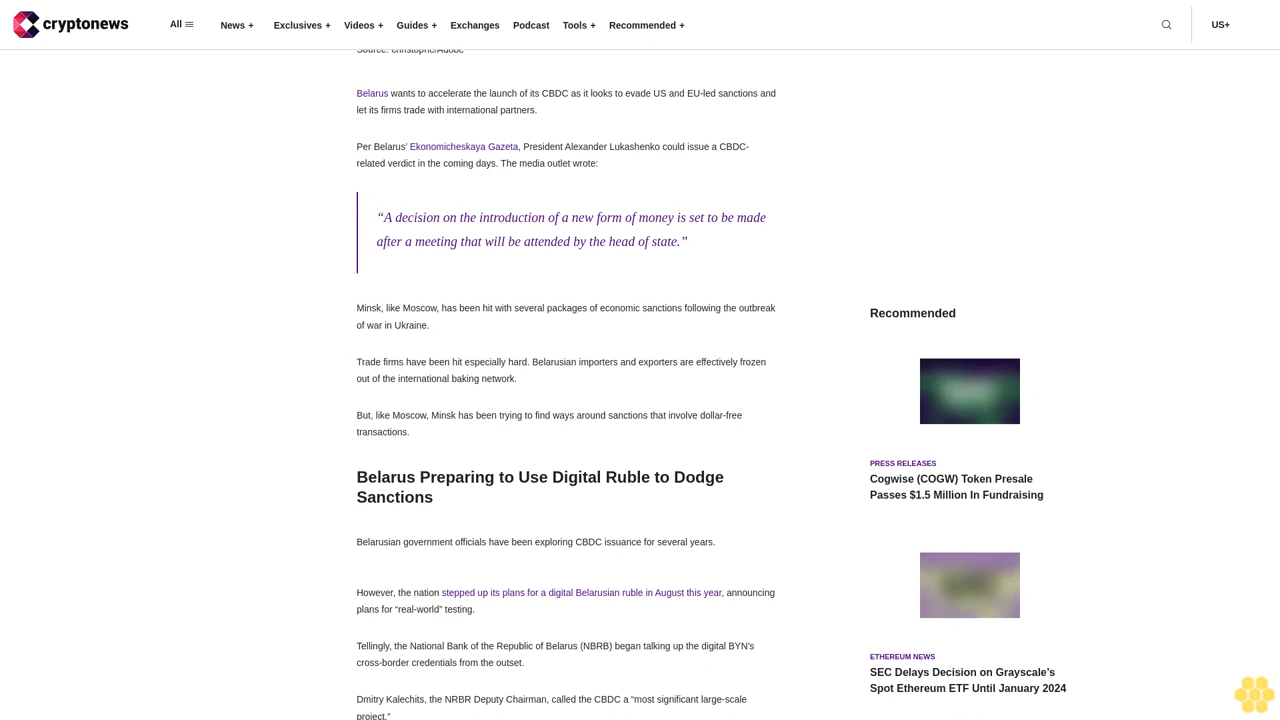 cryptonews
All
News +
Exclusives +
Videos +
Guides +
Exchanges
Podcast
Tools +
Recommended +
US+
Source: christophe/Adobe
Belarus wants to accelerate the launch of its CBDC as it looks to evade US and EU-led sanctions and
let its firms trade with international partners.
Per Belarus’ Ekonomicheskaya Gazeta, President Alexander Lukashenko could issue a CBDC-
related verdict in the coming days. The media outlet wrote:
“A decision on the introduction of a new form of money is set to be made
after a meeting that will be attended by the head of state.”
Minsk, like Moscow, has been hit with several packages of economic sanctions following the outbreak
of war in Ukraine.
Trade firms have been hit especially hard. Belarusian importers and exporters are effectively frozen
out of the international baking network.
But, like Moscow, Minsk has been trying to find ways around sanctions that involve dollar-free
transactions.
Belarus Preparing to Use Digital Ruble to Dodge
Sanctions
Belarusian government officials have been exploring CBDC issuance for several years.
However, the nation stepped up its plans for a digital Belarusian ruble in August this year, announcing
plans for “real-world” testing.
Tellingly, the National Bank of the Republic of Belarus (NBRB) began talking up the digital BYN’s
cross-border credentials from the outset.
Dmitry Kalechits, the NRBR Deputy Chairman, called the CBDC a “most significant large-scale
project.”
Recommended
PRESS RELEASES
Cogwise (COGW) Token Presale
Passes $1.5 Million In Fundraising
ETHEREUM NEWS
SEC Delays Decision on Grayscale’s
Spot Ethereum ETF Until January 2024